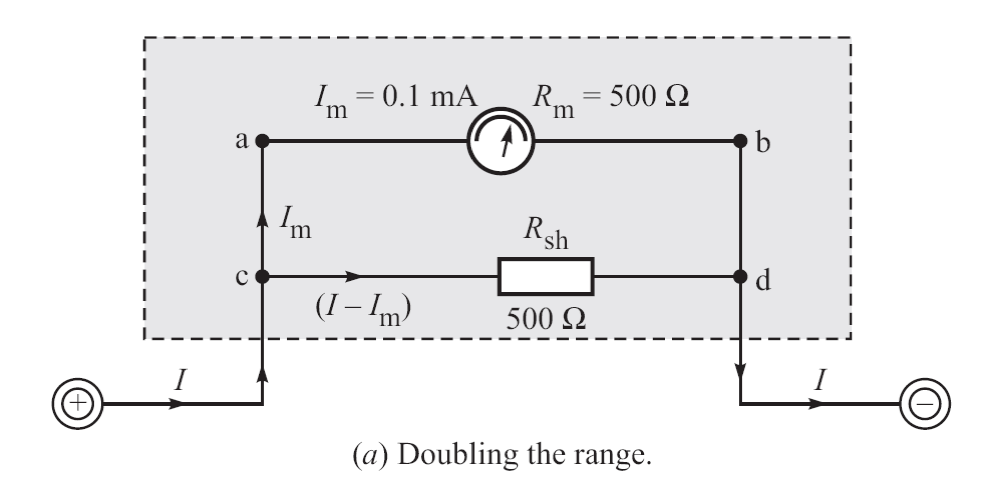 I_m = 0.1 mA R_m = 500 Ω
a b
I_m
R_sh
c d
(I – I_m)
500 Ω
I I
+ −
(a) Doubling the range.